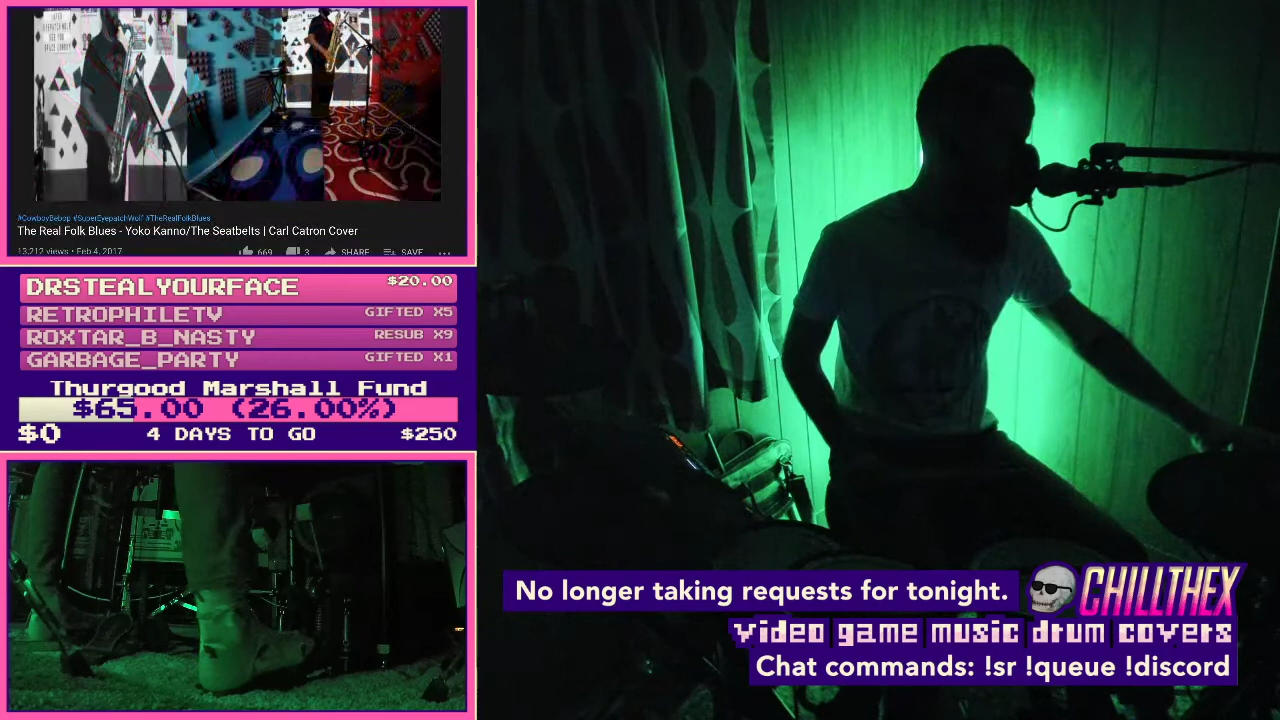 #CowboyBebop #SuperEyepatchWolf #TheRealFolkBlues
The Real Folk Blues - Yoko Kanno/The Seatbelts | Carl Catron Cover
13,212 views • Feb 4, 2017 669 3 SHARE SAVE ...
DRSTEALYOURFACE $20.00
RETROPHILETV GIFTED X5
ROXTAR_B_NASTY RESUB X9
GARBAGE_PARTY GIFTED X1
Thurgood Marshall Fund
$65.00 (26.00%)
$0 4 DAYS TO GO $250
No longer taking requests for tonight.
CHILLTHEX
video game music drum covers
Chat commands: !sr !queue !discord